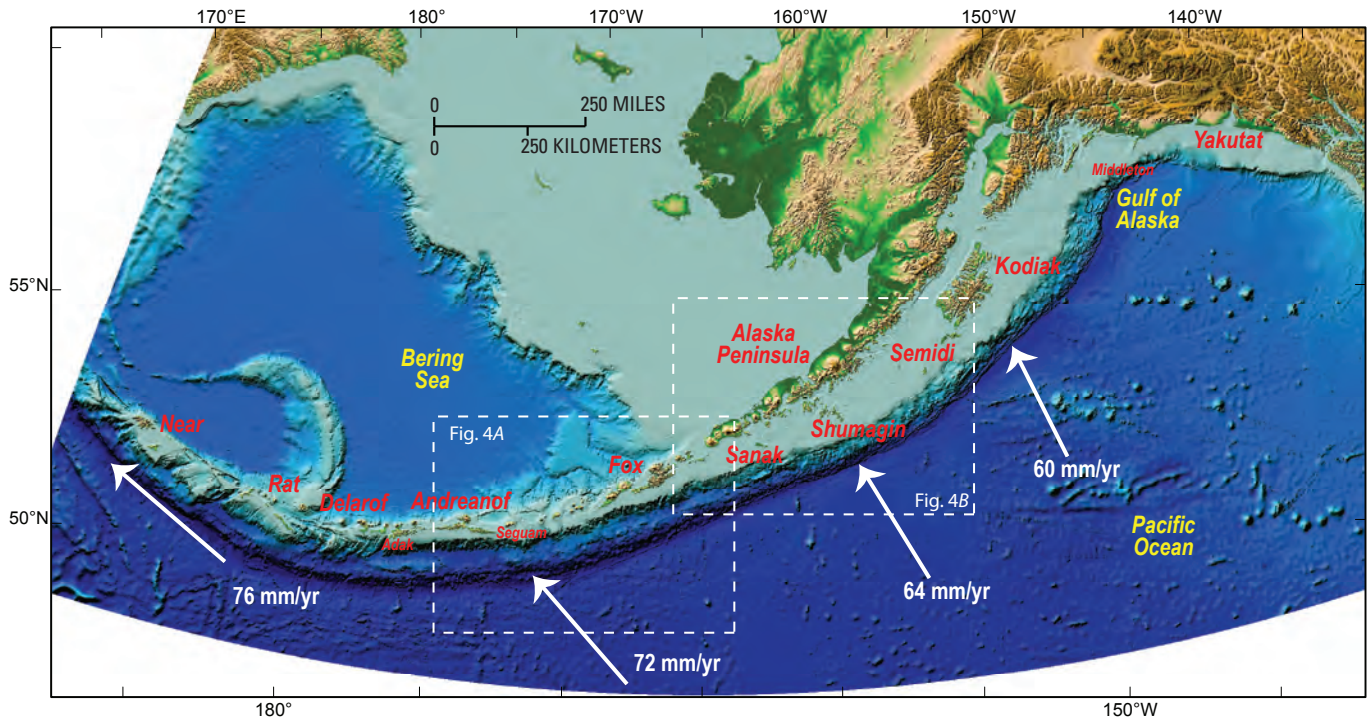 170°E 180° 170°W 160°W 150°W 140°W
0 250 MILES
0 250 KILOMETERS
Yakutat
Middleton
Gulf of
Alaska
Kodiak
55°N
Alaska
Peninsula
Semidi
Bering
Sea
Near
Fig. 4A
Shumagin
Sanak
Fox
60 mm/yr
Rat
Delarof
Andreanof
Fig. 4B
50°N
Seguam
Adak
Pacific
Ocean
76 mm/yr
64 mm/yr
72 mm/yr
180° 150°W